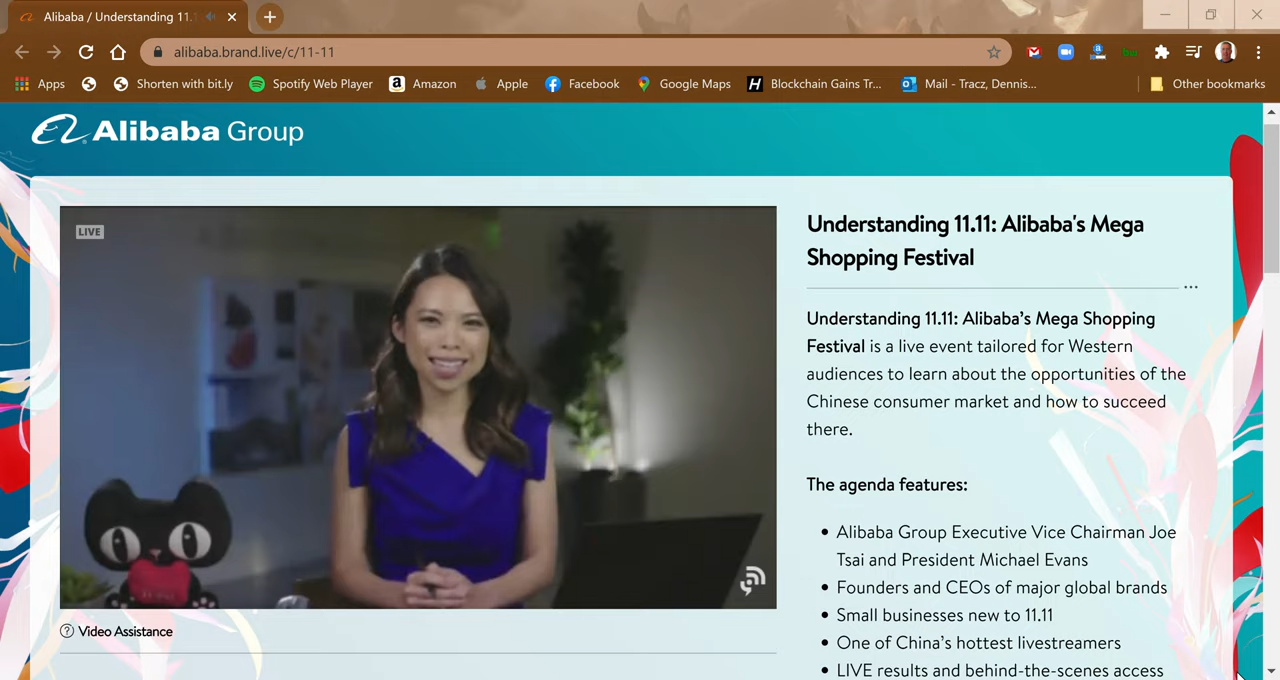 Alibaba / Understanding 11.1
alibaba.brand.live/c/11-11
Apps
Shorten with bit.ly
Spotify Web Player
Amazon
Apple
Facebook
Google Maps
Blockchain Gains Tr...
Mail - Tracz, Dennis...
Other bookmarks
Alibaba Group
LIVE
Video Assistance
Understanding 11.11: Alibaba's Mega
Shopping Festival
...
Understanding 11.11: Alibaba’s Mega Shopping
Festival is a live event tailored for Western
audiences to learn about the opportunities of the
Chinese consumer market and how to succeed
there.
The agenda features:
• Alibaba Group Executive Vice Chairman Joe
Tsai and President Michael Evans
• Founders and CEOs of major global brands
• Small businesses new to 11.11
• One of China’s hottest livestreamers
• LIVE results and behind-the-scenes access